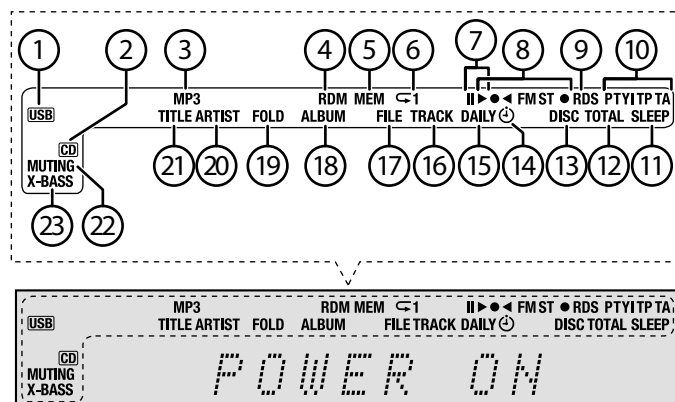 1 2 3 4 5 6 7 8 9 10
MP3 RDM MEM 1 FM ST RDS PTYI TP TA
USB TITLE ARTIST FOLD ALBUM FILE TRACK DAILY DISC TOTAL SLEEP
CD
MUTING
X-BASS
21 20 19 18 17 16 15 14 13 12 11
23 22
MP3 RDM MEM 1 FM ST RDS PTYI TP TA
USB TITLE ARTIST FOLD ALBUM FILE TRACK DAILY DISC TOTAL SLEEP
CD
MUTING
X-BASS
POWER ON